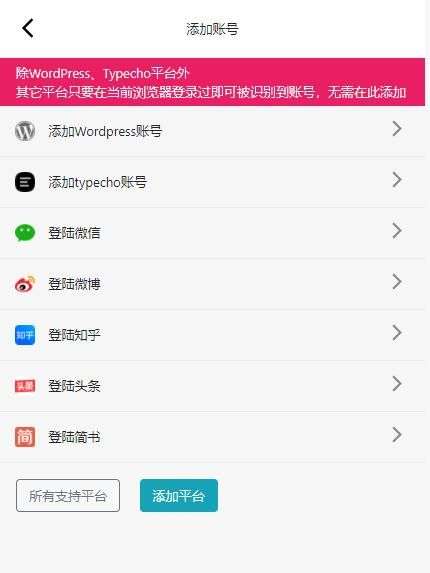 添加账号
除WordPress、Typecho平台外
其它平台只要在当前浏览器登录过即可被识别到账号，无需在此添加
添加Wordpress账号
添加typecho账号
登陆微信
登陆微博
知乎 登陆知乎
头条 登陆头条
简 登陆简书
所有支持平台 添加平台